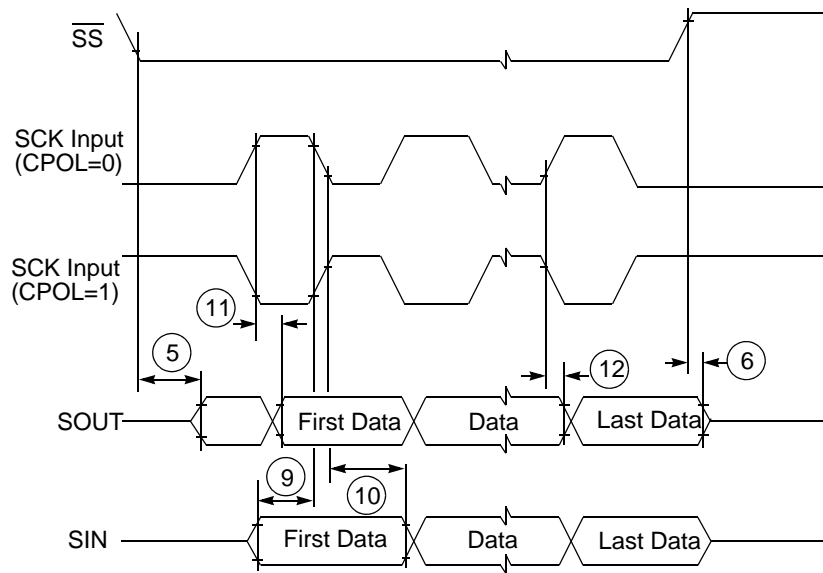 SS
SCK Input
(CPOL=0)
SCK Input
(CPOL=1)
11
5
12
6
SOUT
First Data
Data
Last Data
9
10
SIN
First Data
Data
Last Data